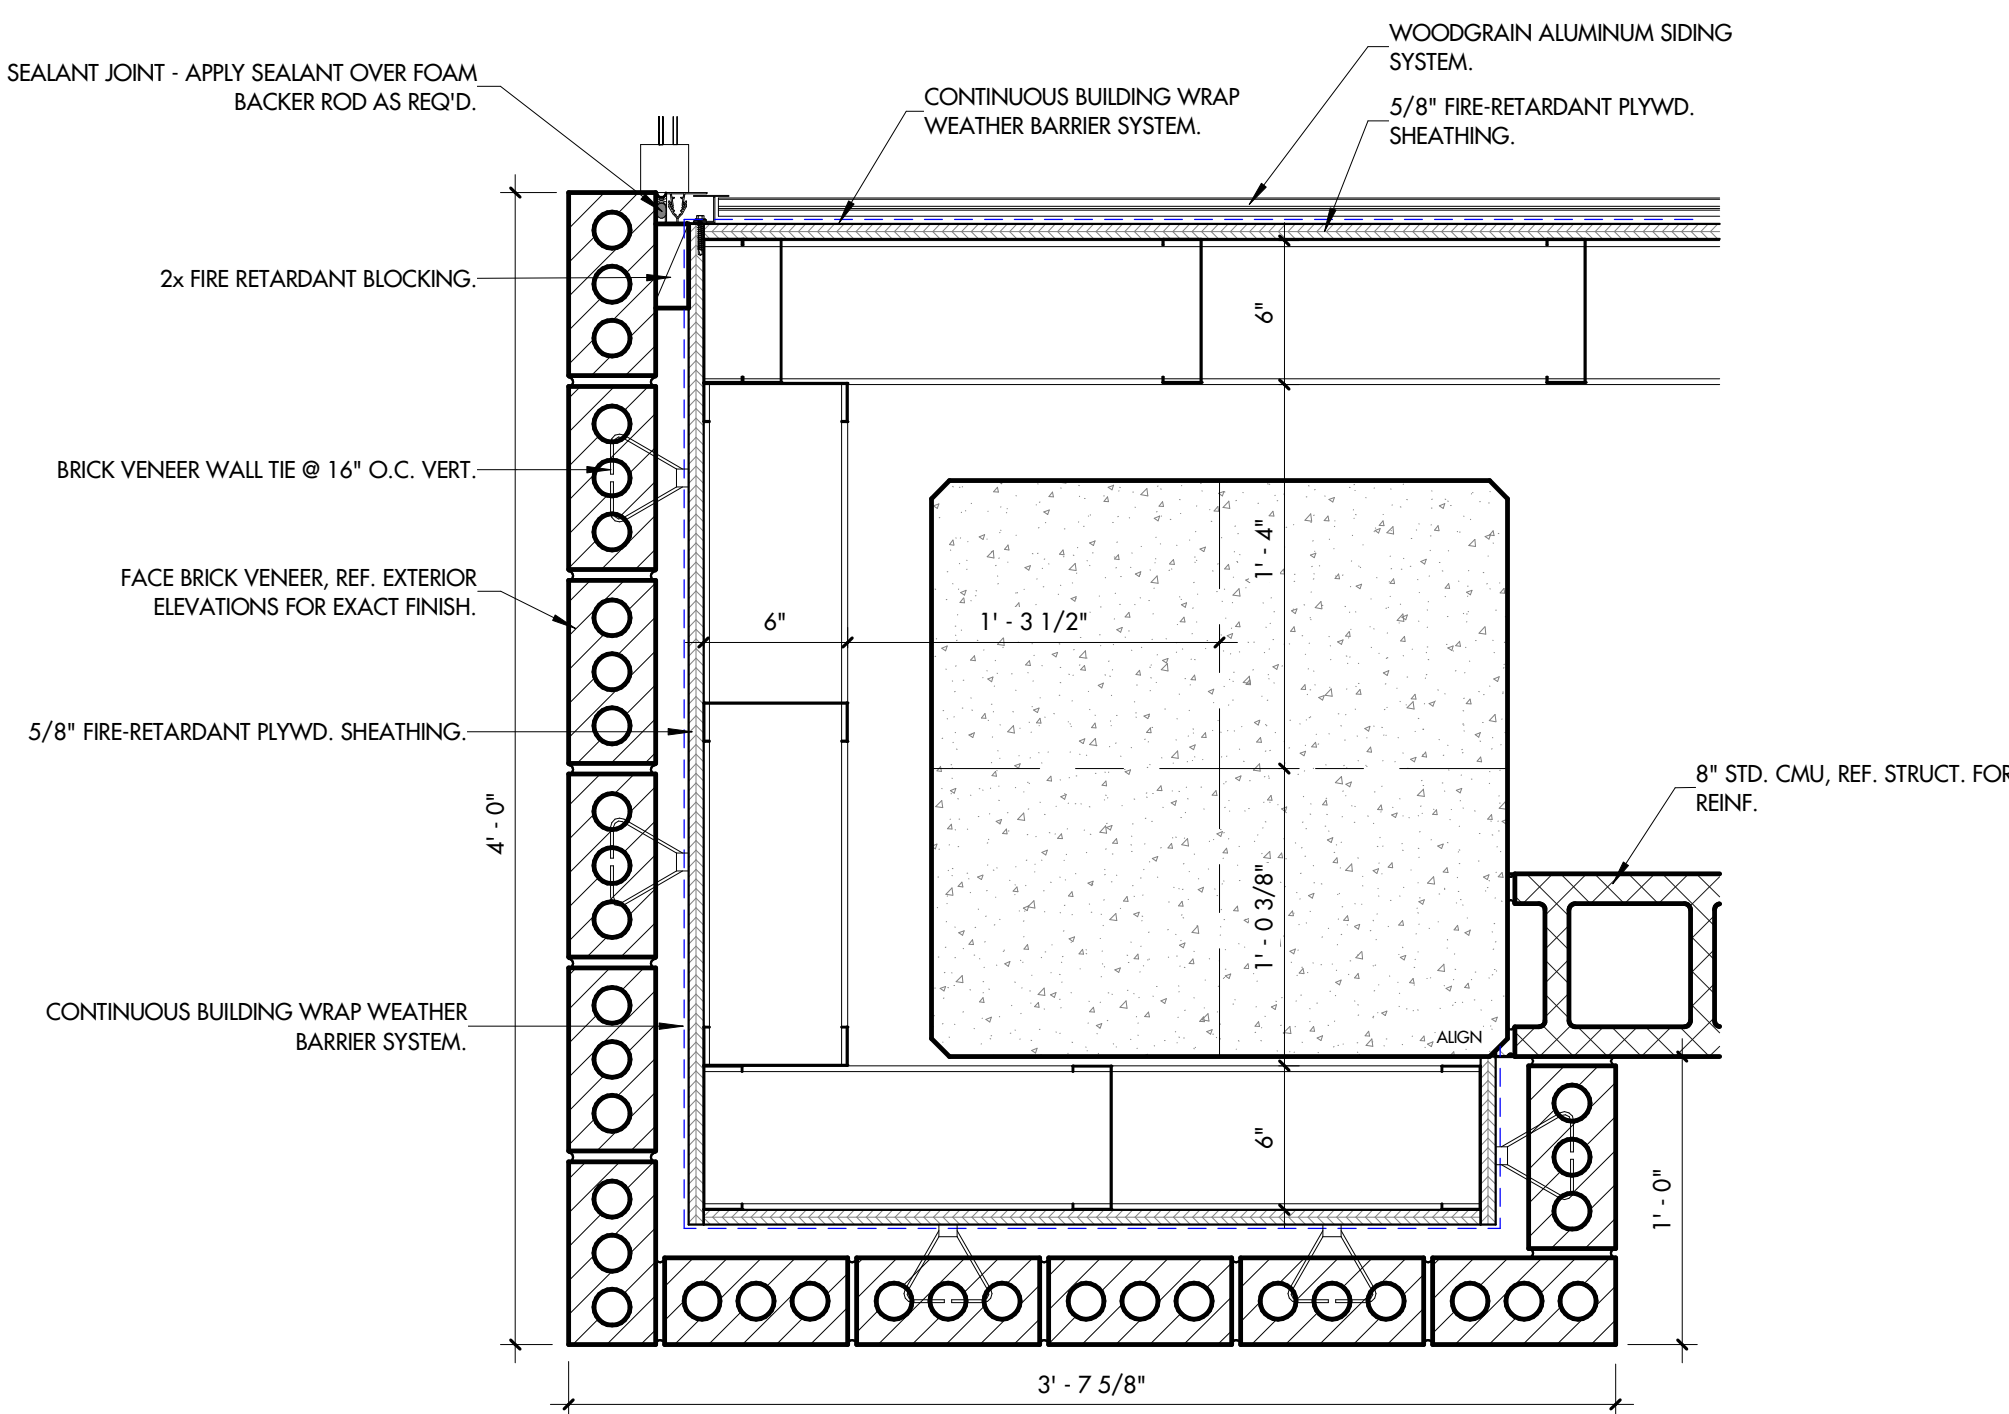 WOODGRAIN ALUMINUM SIDING
SYSTEM.
SEALANT JOINT - APPLY SEALANT OVER FOAM
BACKER ROD AS REQ'D.
CONTINUOUS BUILDING WRAP
WEATHER BARRIER SYSTEM.
5/8" FIRE-RETARDANT PLYWD.
SHEATHING.
2x FIRE RETARDANT BLOCKING.
6"
BRICK VENEER WALL TIE @ 16" O.C. VERT.
1' - 4"
FACE BRICK VENEER, REF. EXTERIOR
ELEVATIONS FOR EXACT FINISH.
6"
1' - 3 1/2"
5/8" FIRE-RETARDANT PLYWD. SHEATHING.
8" STD. CMU, REF. STRUCT. FOR
REINF.
4' - 0"
1' - 0 3/8"
CONTINUOUS BUILDING WRAP WEATHER
BARRIER SYSTEM.
ALIGN
6"
1' - 0"
3' - 7 5/8"